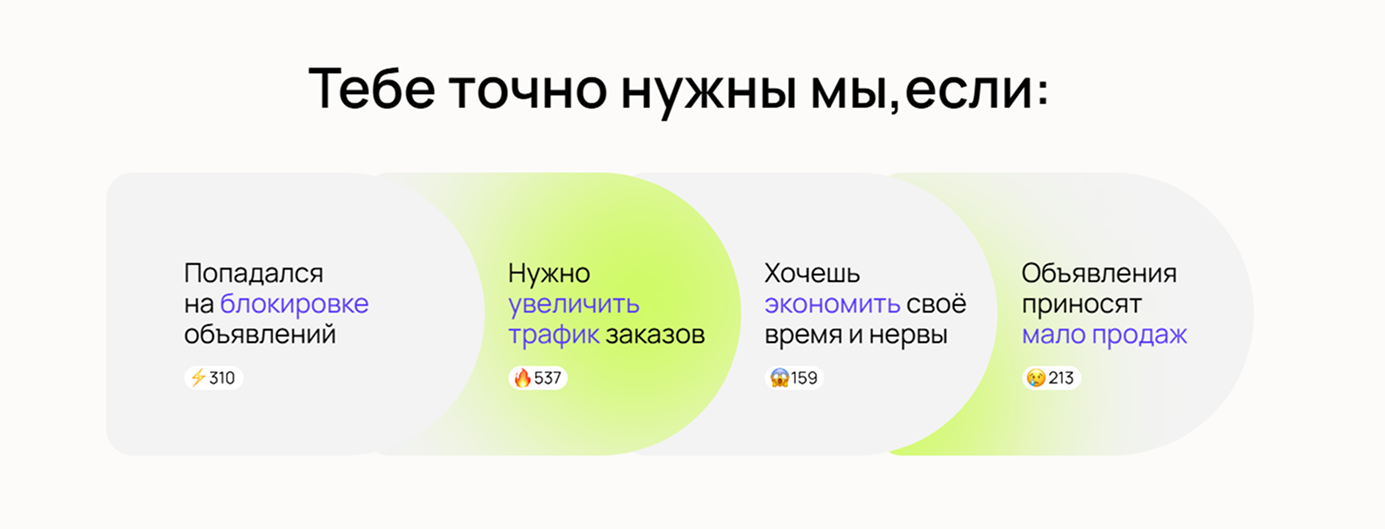 Тебе точно нужны мы,если:
Попадался
на блокировке
объявлений
⚡310
Нужно
увеличить
трафик заказов
🔥537
Хочешь
экономить своё
время и нервы
😱159
Объявления
приносят
мало продаж
😢213